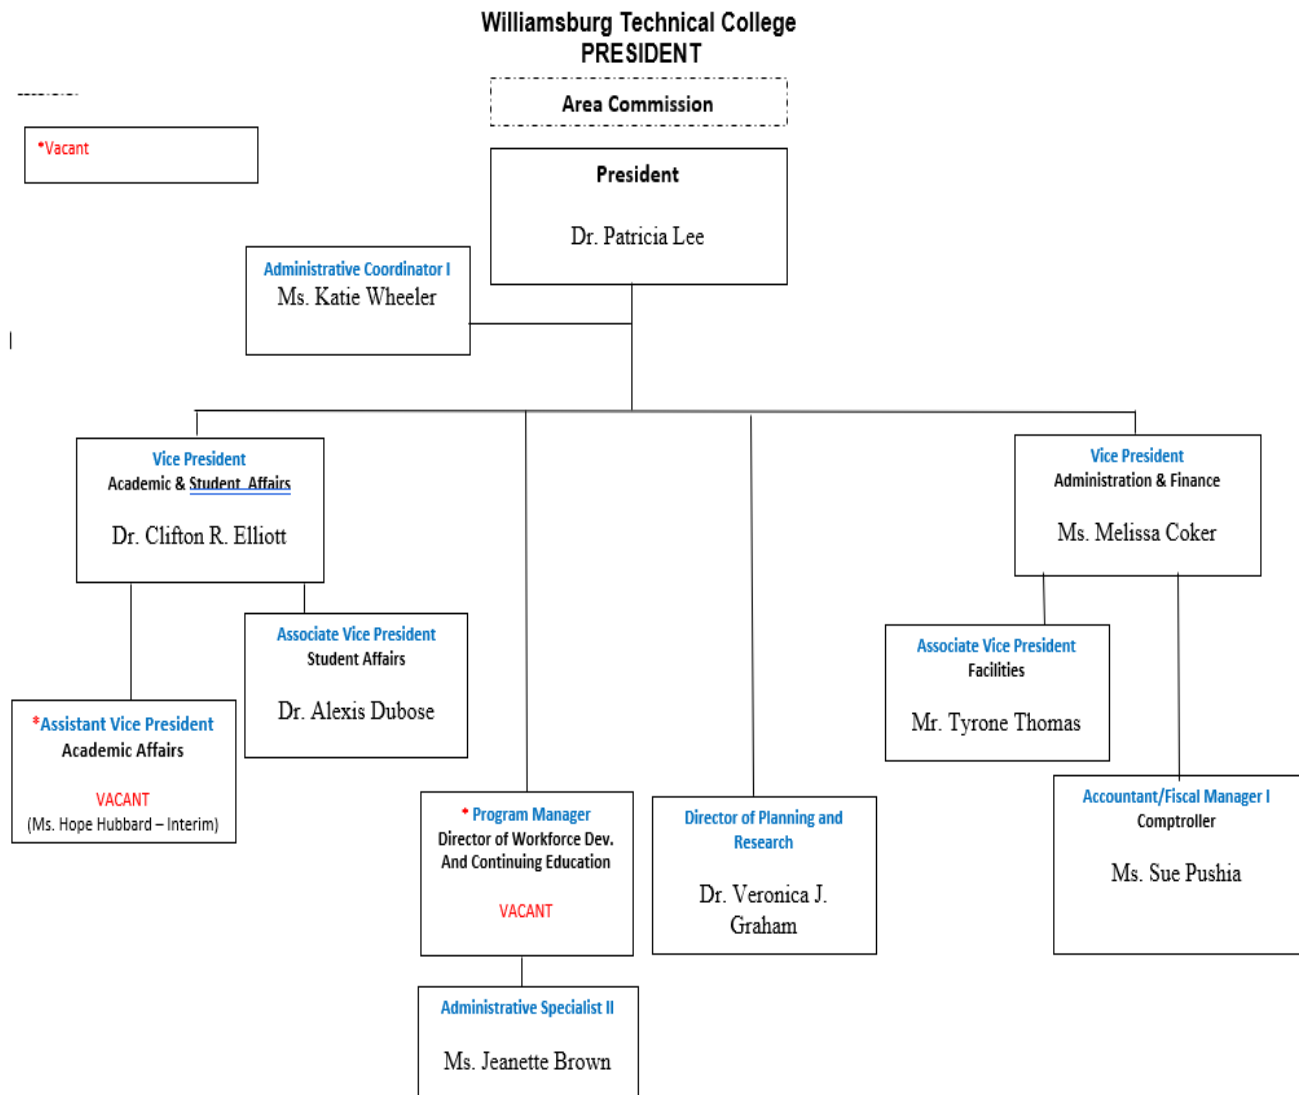 Williamsburg Technical College
PRESIDENT
Area Commission
*Vacant
President
Dr. Patricia Lee
Administrative Coordinator I
Ms. Katie Wheeler
Vice President
Academic & Student Affairs
Dr. Clifton R. Elliott
Vice President
Administration & Finance
Ms. Melissa Coker
Associate Vice President
Student Affairs
Dr. Alexis Dubose
Associate Vice President
Facilities
Mr. Tyrone Thomas
*Assistant Vice President
Academic Affairs
VACANT
(Ms. Hope Hubbard – Interim)
* Program Manager
Director of Workforce Dev.
And Continuing Education
VACANT
Director of Planning and
Research
Dr. Veronica J.
Graham
Accountant/Fiscal Manager I
Comptroller
Ms. Sue Pushia
Administrative Specialist II
Ms. Jeanette Brown